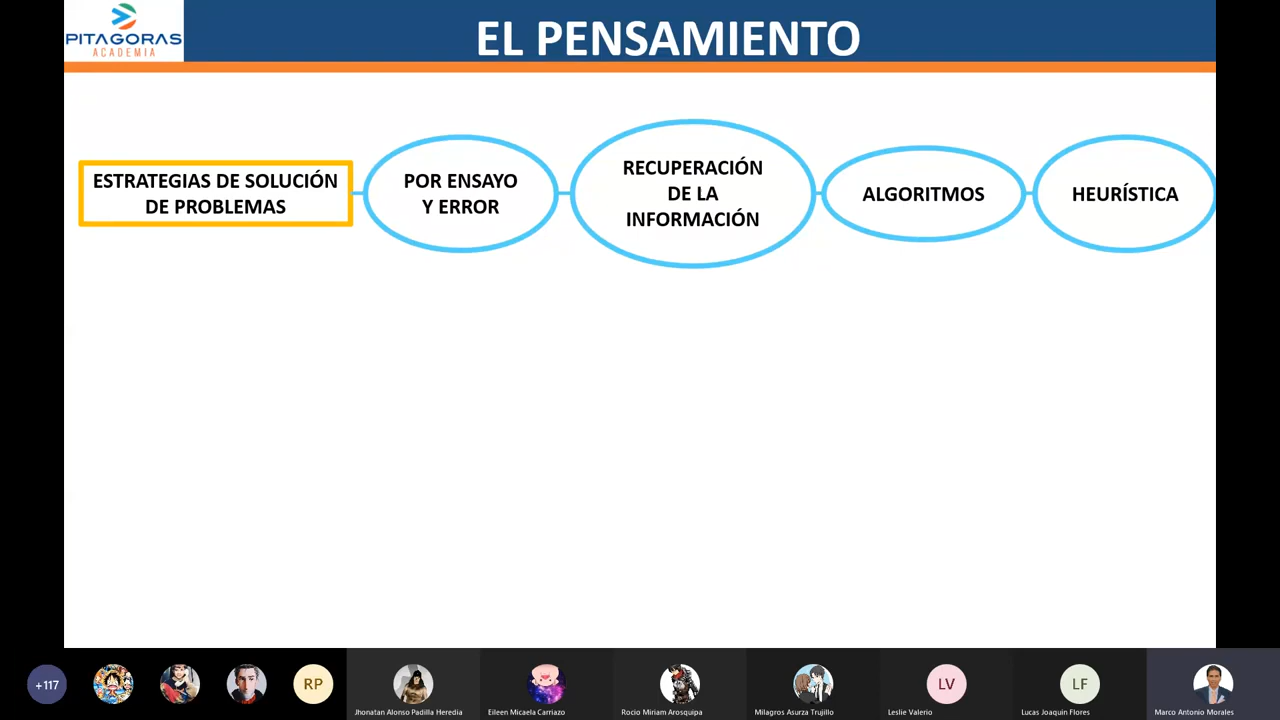 PITAGORAS
ACADEMIA
EL PENSAMIENTO
ESTRATEGIAS DE SOLUCIÓN
DE PROBLEMAS
POR ENSAYO
Y ERROR
RECUPERACIÓN
DE LA
INFORMACIÓN
ALGORITMOS
HEURÍSTICA
+117
RP
LV
LF
Jhonatan Alonso Padilla Heredia
Eileen Micaela Carriazo
Rocio Miriam Arosquipa
Milagros Asurza Trujillo
Leslie Valerio
Lucas Joaquin Flores
Marco Antonio Morales